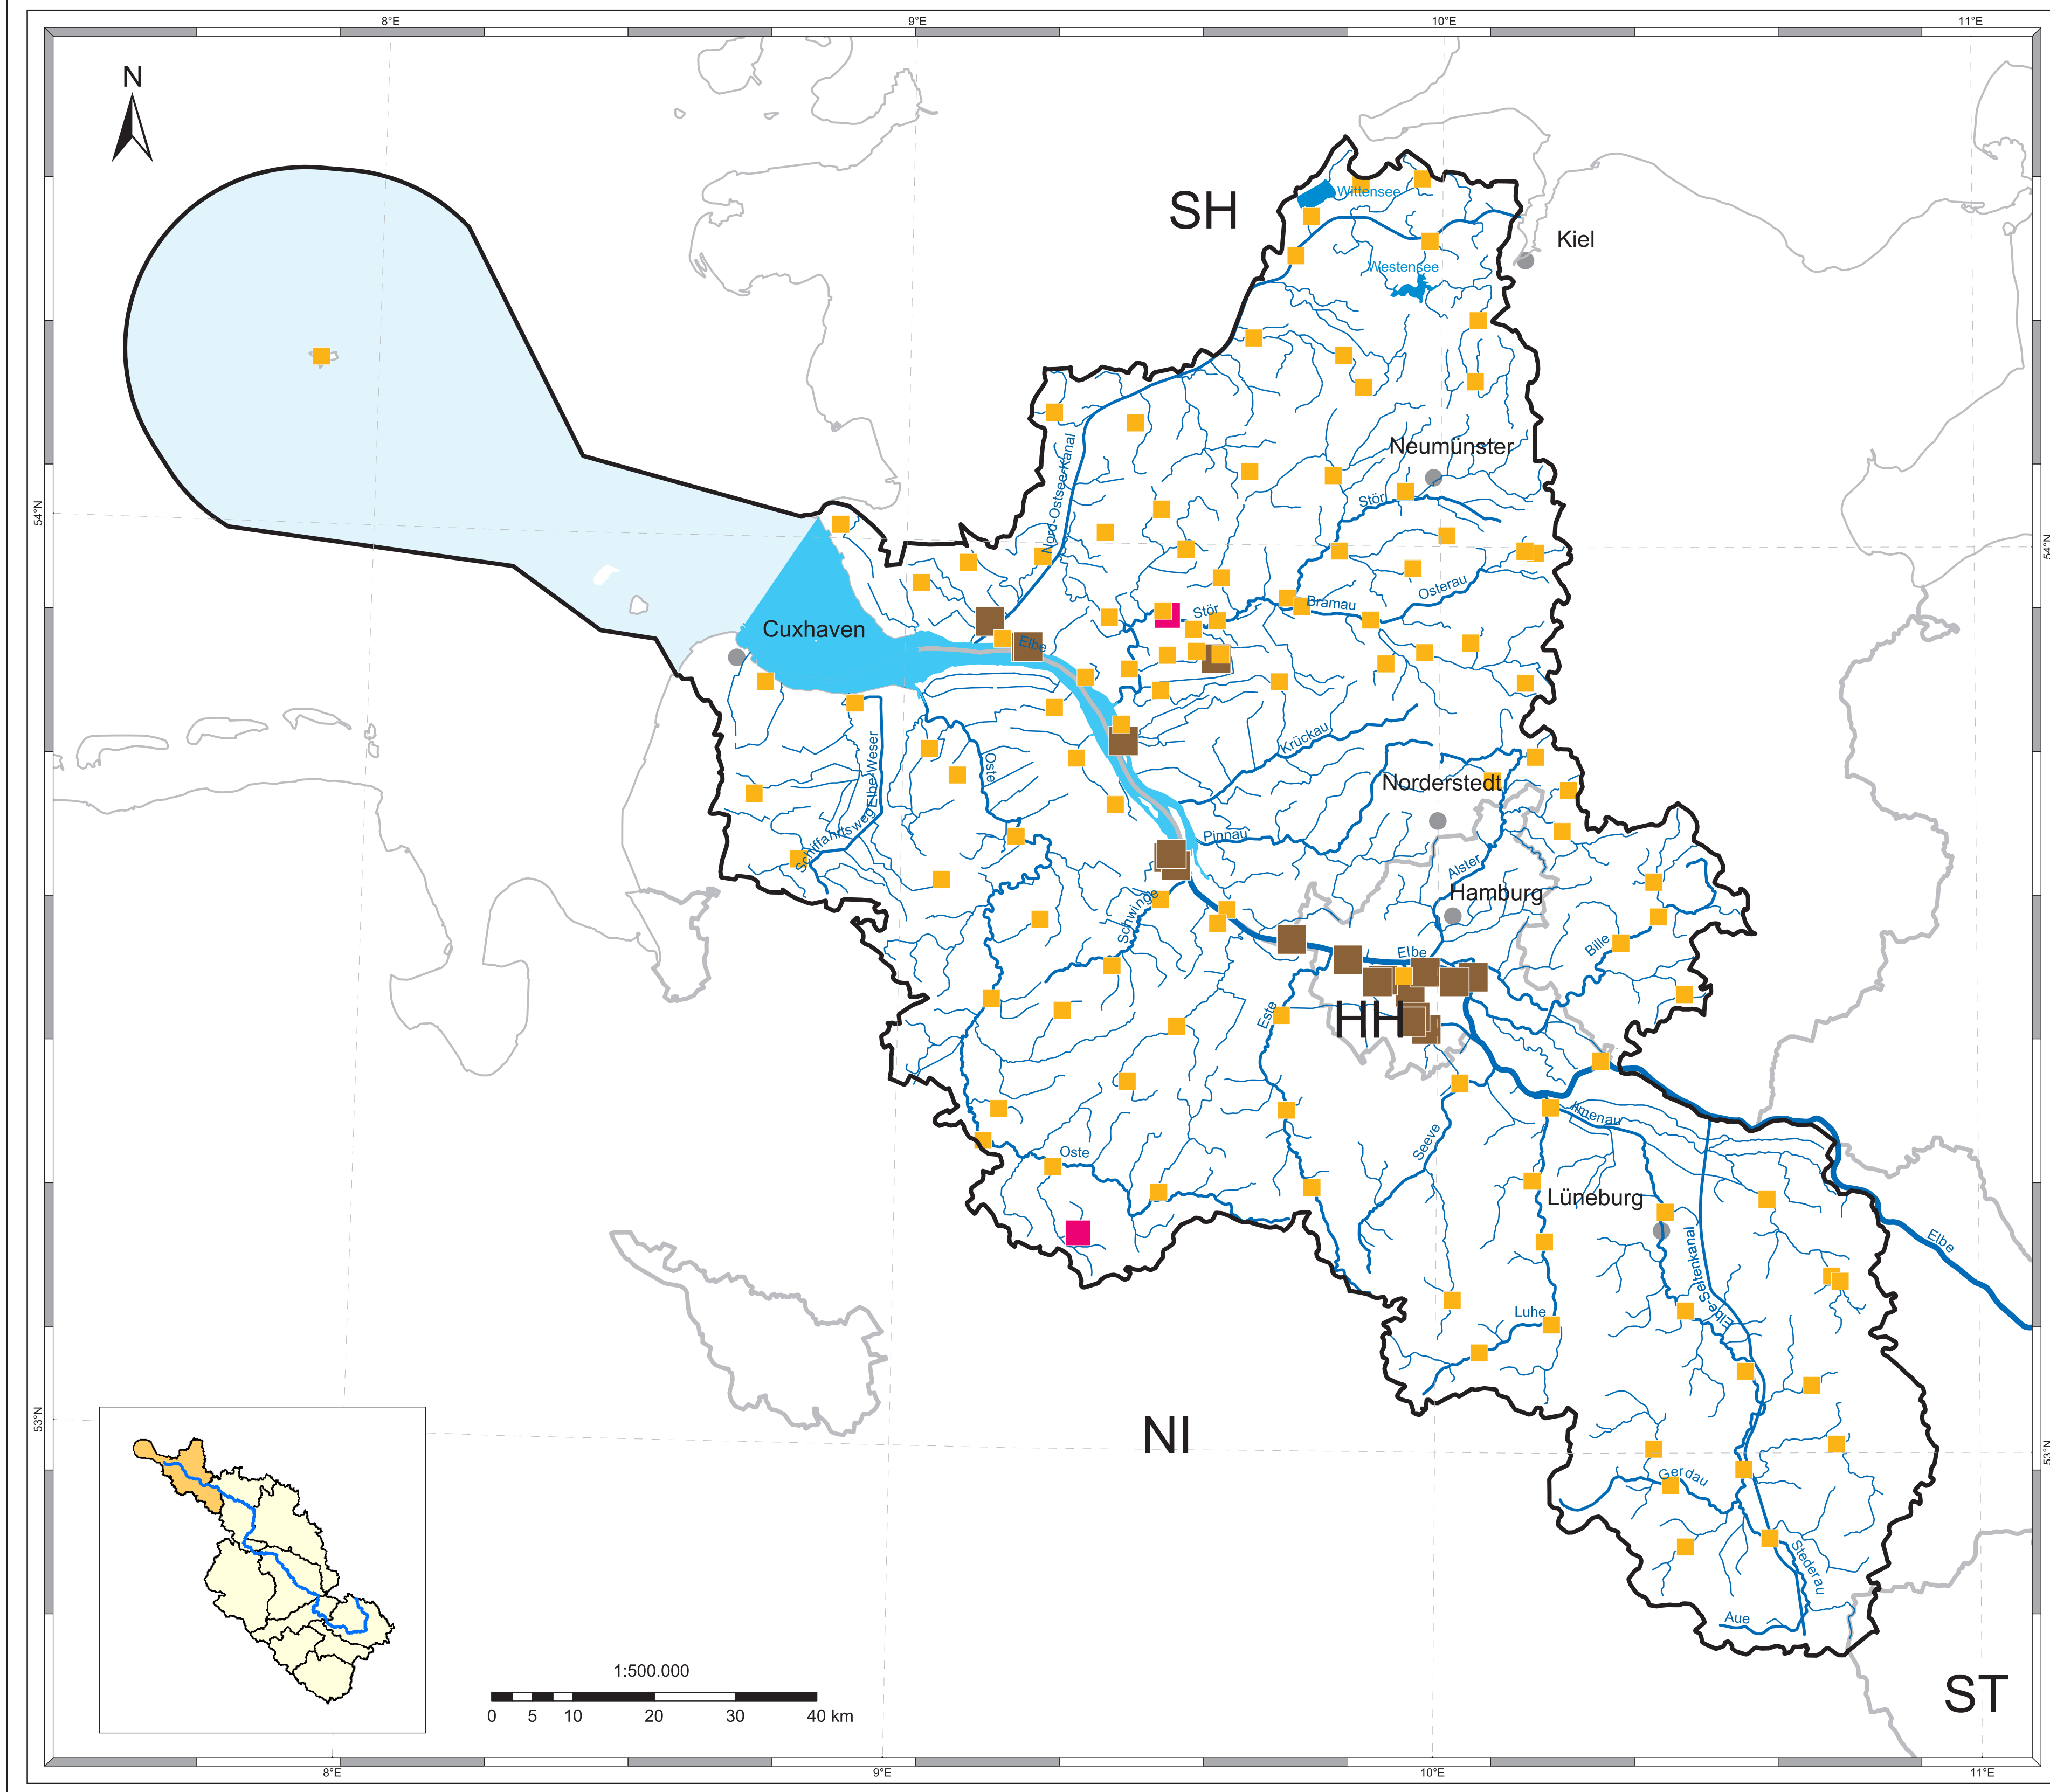 8°E
9°E
10°E
11°E
N
SH
Wittensee
Kiel
Westensee
Neumünster
Nord-Ostsee-Kanal
Stör
54°N
54°N
Osterau
Bramau
Stör
Cuxhaven
Elbe
Krückau
Oste
Schiffahrtsweg Elbe-Weser
Norderstedt
Pinnau
Alster
Hamburg
Schwinge
Bille
Elbe
HH
Este
Ilmenau
Seeve
Oste
Lüneburg
Elbe-Seitenkanal
Elbe
Luhe
53°N
NI
53°N
Gerdau
Stederau
Aue
1:500.000
0
5
10
20
30
40 km
ST
8°E
9°E
10°E
11°E